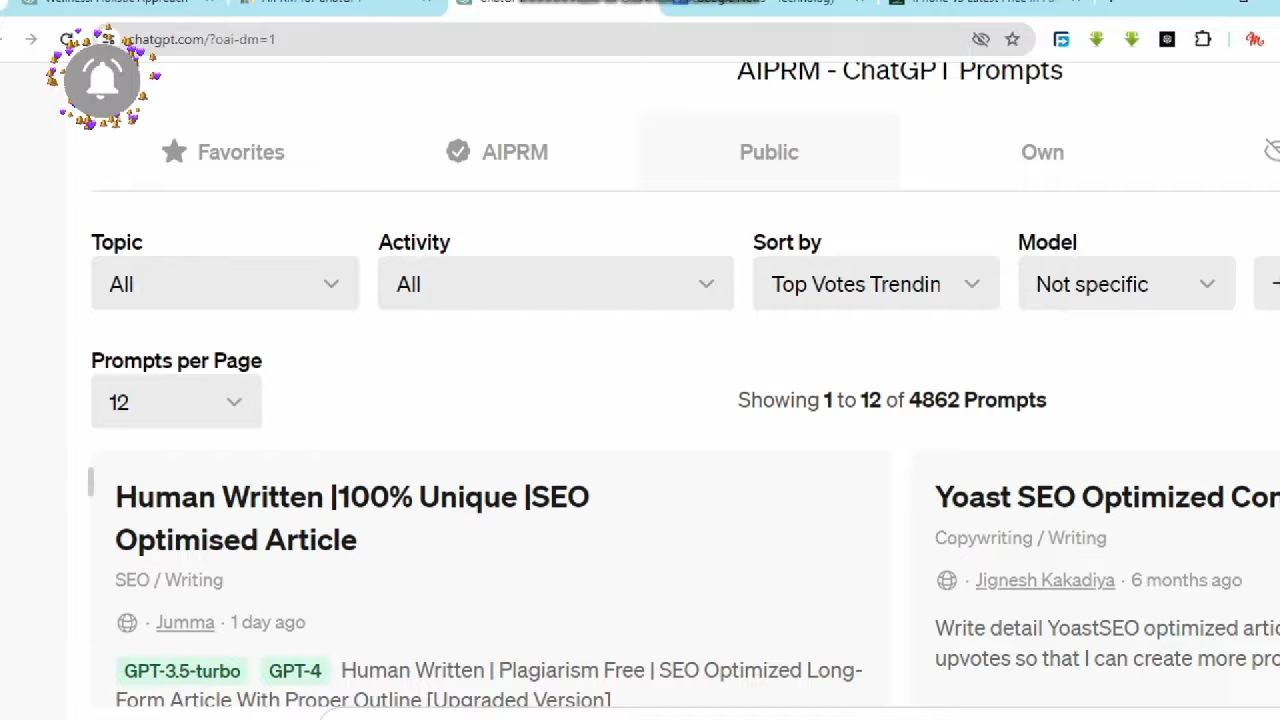 chatgpt.com/?oai-dm=1
AIPRM - ChatGPT Prompts
Favorites
AIPRM
Public
Own
Topic
Activity
Sort by
Model
All
All
Top Votes Trendin
Not specific
Prompts per Page
12
Showing 1 to 12 of 4862 Prompts
Human Written |100% Unique |SEO
Optimised Article
SEO / Writing
· Jumma · 1 day ago
GPT-3.5-turbo GPT-4 Human Written | Plagiarism Free | SEO Optimized Long-
Form Article With Proper Outline [Upgraded Version]
Yoast SEO Optimized Con
Copywriting / Writing
· Jignesh Kakadiya · 6 months ago
Write detail YoastSEO optimized artic
upvotes so that I can create more pro